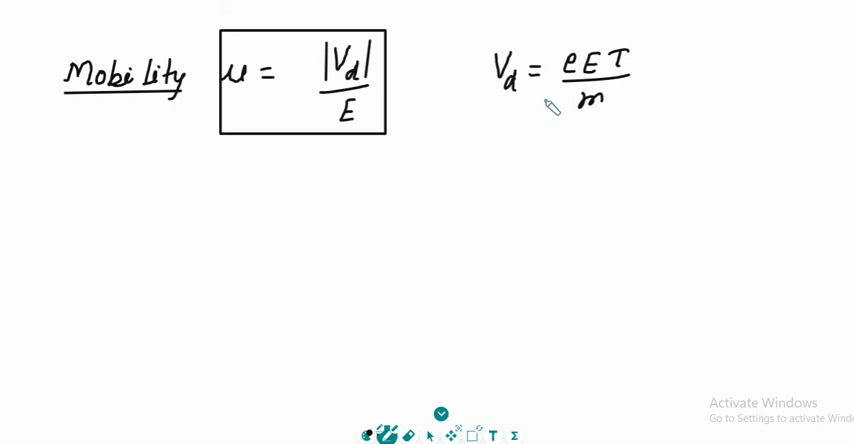 Mobility μ = |Vd| / E
Vd = eEτ / m
Activate Windows
Go to Settings to activate Windo
T Σ